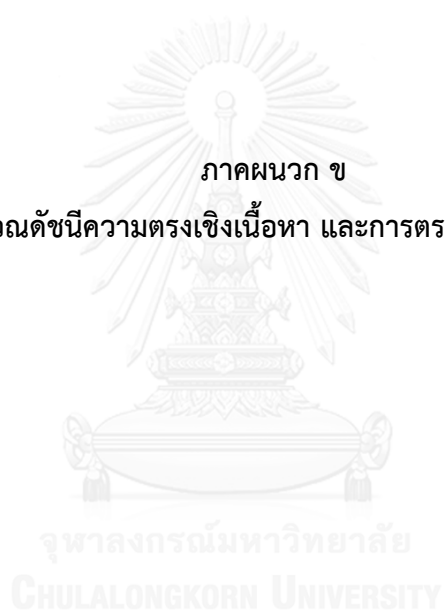 ภาคผนวก ข
วณดัชนีความตรงเชิงเนื้อหา และการตร
จุฬาลงกรณ์มหาวิทยาลัย
CHULALONGKORN UNIVERSITY